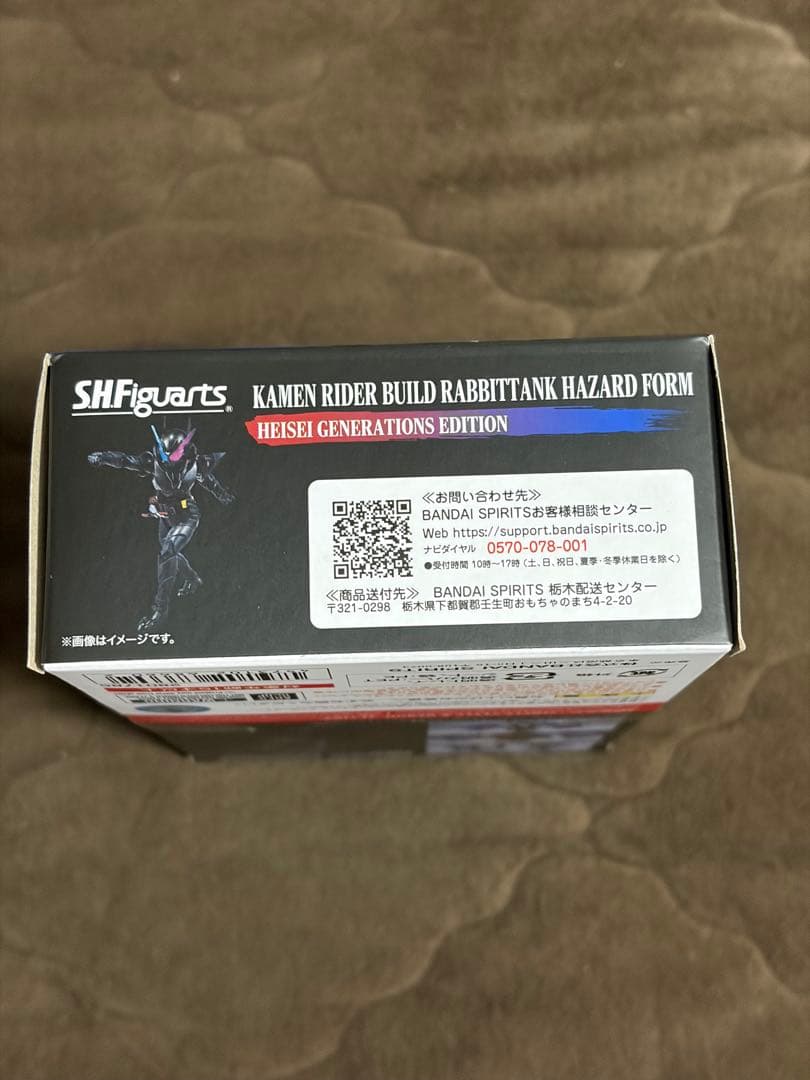 S.H.Figuarts®
KAMEN RIDER BUILD RABBITTANK HAZARD FORM
HEISEI GENERATIONS EDITION
≪お問い合わせ先≫
BANDAI SPIRITSお客様相談センター
Web https://support.bandaispirits.co.jp
ナビダイヤル 0570-078-001
●受付時間 10時～17時 (土、日、祝日、夏季・冬季休業日を除く)
≪商品送付先≫ BANDAI SPIRITS 栃木配送センター
〒321-0298 栃木県下都賀郡壬生町おもちゃのまち4-2-20
※画像はイメージです。